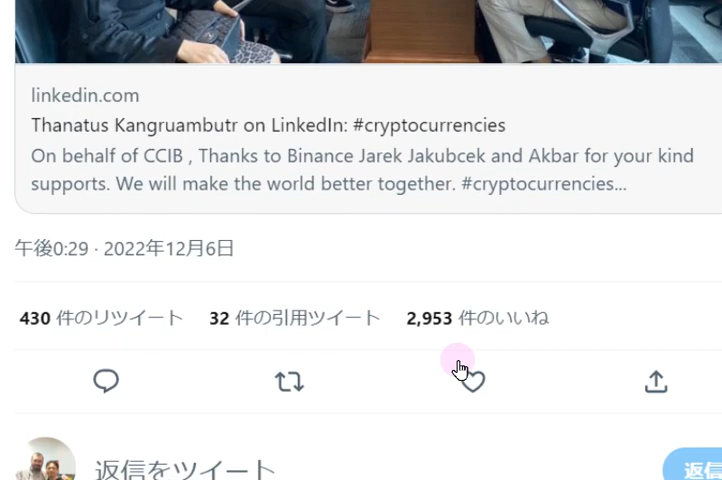 linkedin.com
Thanatus Kangruambutr on LinkedIn: #cryptocurrencies
On behalf of CCIB , Thanks to Binance Jarek Jakubcek and Akbar for your kind
supports. We will make the world better together. #cryptocurrencies...
午後0:29 · 2022年12月6日
430 件のリツイート 32 件の引用ツイート 2,953 件のいいね
返信をツイート 返信